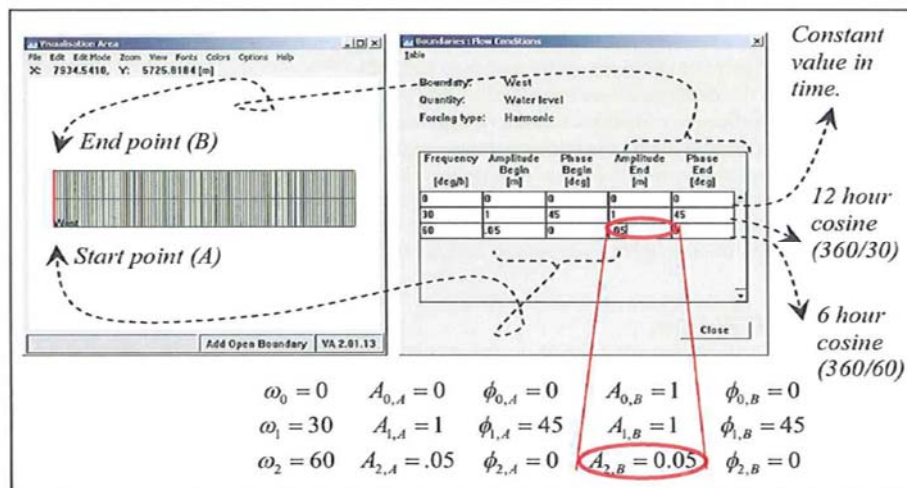 Visualisation Area
File Edit Edit Mode Zoom View Fonts Colors Options Help
X: 7934.5410, Y: 5725.8184 [m]
End point (B)
West
Start point (A)
Add Open Boundary VA 2.01.13
Boundaries : Flow Conditions
Table
Boundary: West
Quantity: Water level
Forcing type: Harmonic
Frequency Amplitude Phase Amplitude Phase
Begin Begin End End
[deg/h] [m] [deg] [m] [deg]
0 0 0 0 0
30 1 45 1 45
60 .05 0 .05
Close
Constant
value in
time.
12 hour
cosine
(360/30)
6 hour
cosine
(360/60)
ω₀ = 0 A₀,A = 0 ϕ₀,A = 0 A₀,B = 1 ϕ₀,B = 0
ω₁ = 30 A₁,A = 1 ϕ₁,A = 45 A₁,B = 1 ϕ₁,B = 45
ω₂ = 60 A₂,A = .05 ϕ₂,A = 0 A₂,B = 0.05 ϕ₂,B = 0